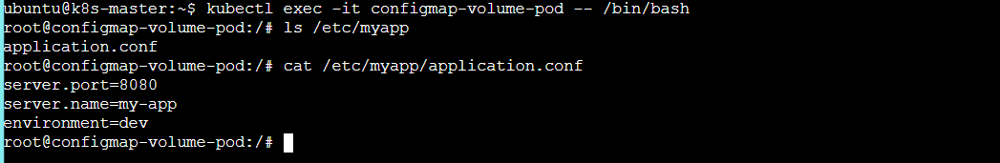 ubuntu@k8s-master:~$ kubectl exec -it configmap-volume-pod -- /bin/bash
root@configmap-volume-pod:/# ls /etc/myapp
application.conf
root@configmap-volume-pod:/# cat /etc/myapp/application.conf
server.port=8080
server.name=my-app
environment=dev
root@configmap-volume-pod:/#